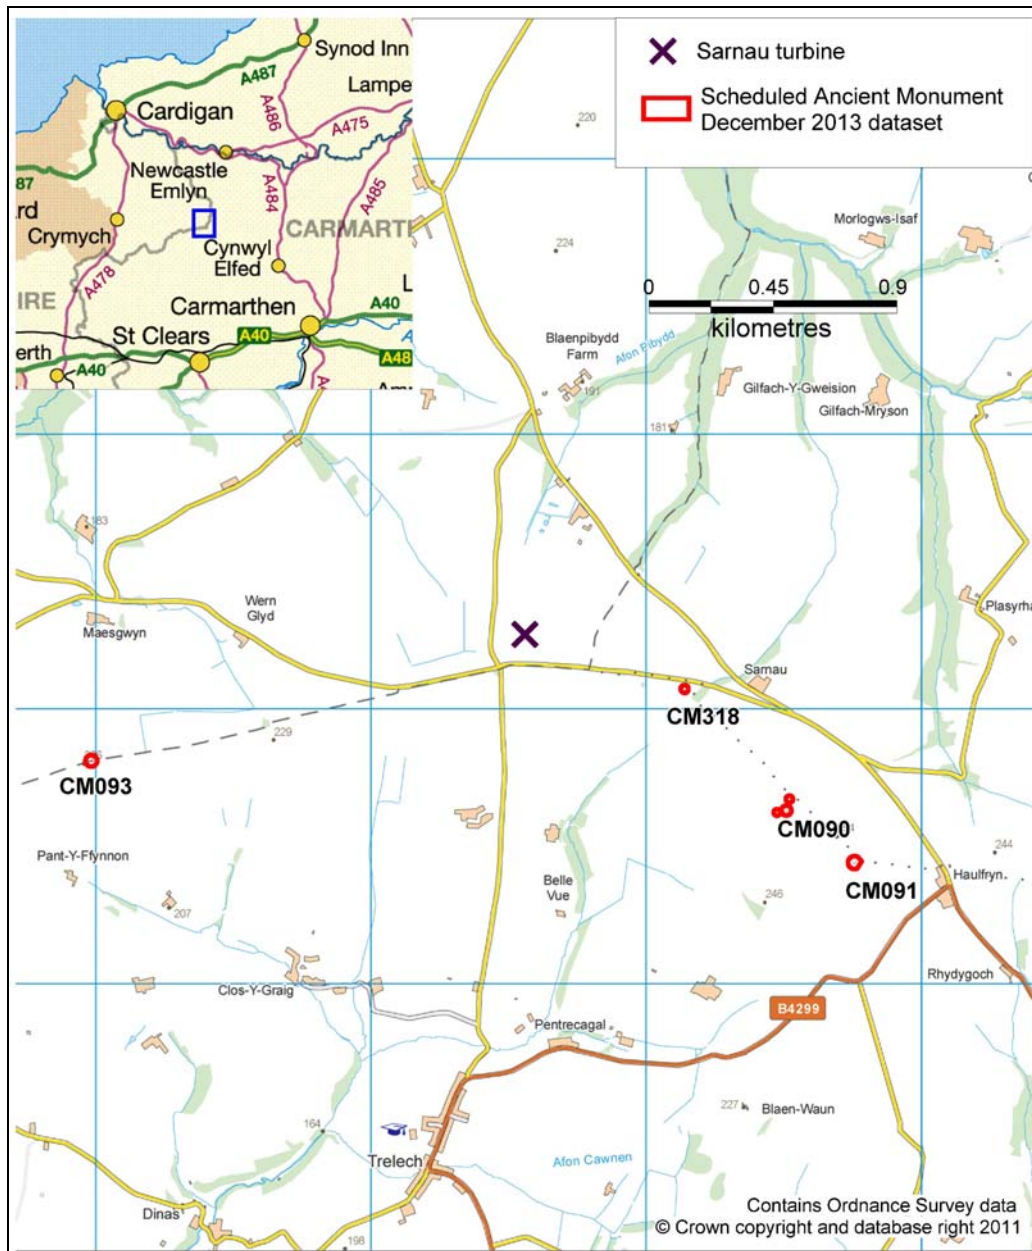 Sarnau turbine
Scheduled Ancient Monument
December 2013 dataset
Synod Inn
A487
Lampe
Cardigan
A486
A475
87
Newcastle
Emlyn
A485
A484
Crymych
CARMARTH
Cynwyl
Elfed
A478
IRE
Carmarthen
A40
St Clears
A40
erth
A40
A48
220
224
Morlogws-Isaf
0 0.45 0.9
kilometres
Blaenpibydd
Farm
Afon Pibydd
191
Gilfach-Y-Gweision
Gilfach-Mryson
181
183
Wern
Glyd
Maesgwyn
Plasyrha
Sarnau
CM318
229
CM093
CM090
244
Pant-Y-Ffynnon
Belle
Vue
CM091
Haulfryn
246
207
Clos-Y-Graig
Rhydygoch
B4299
Pentrecagal
227
Blaen-Waun
164
Trelech
Afon Cawnen
Dinas
198
Contains Ordnance Survey data
© Crown copyright and database right 2011